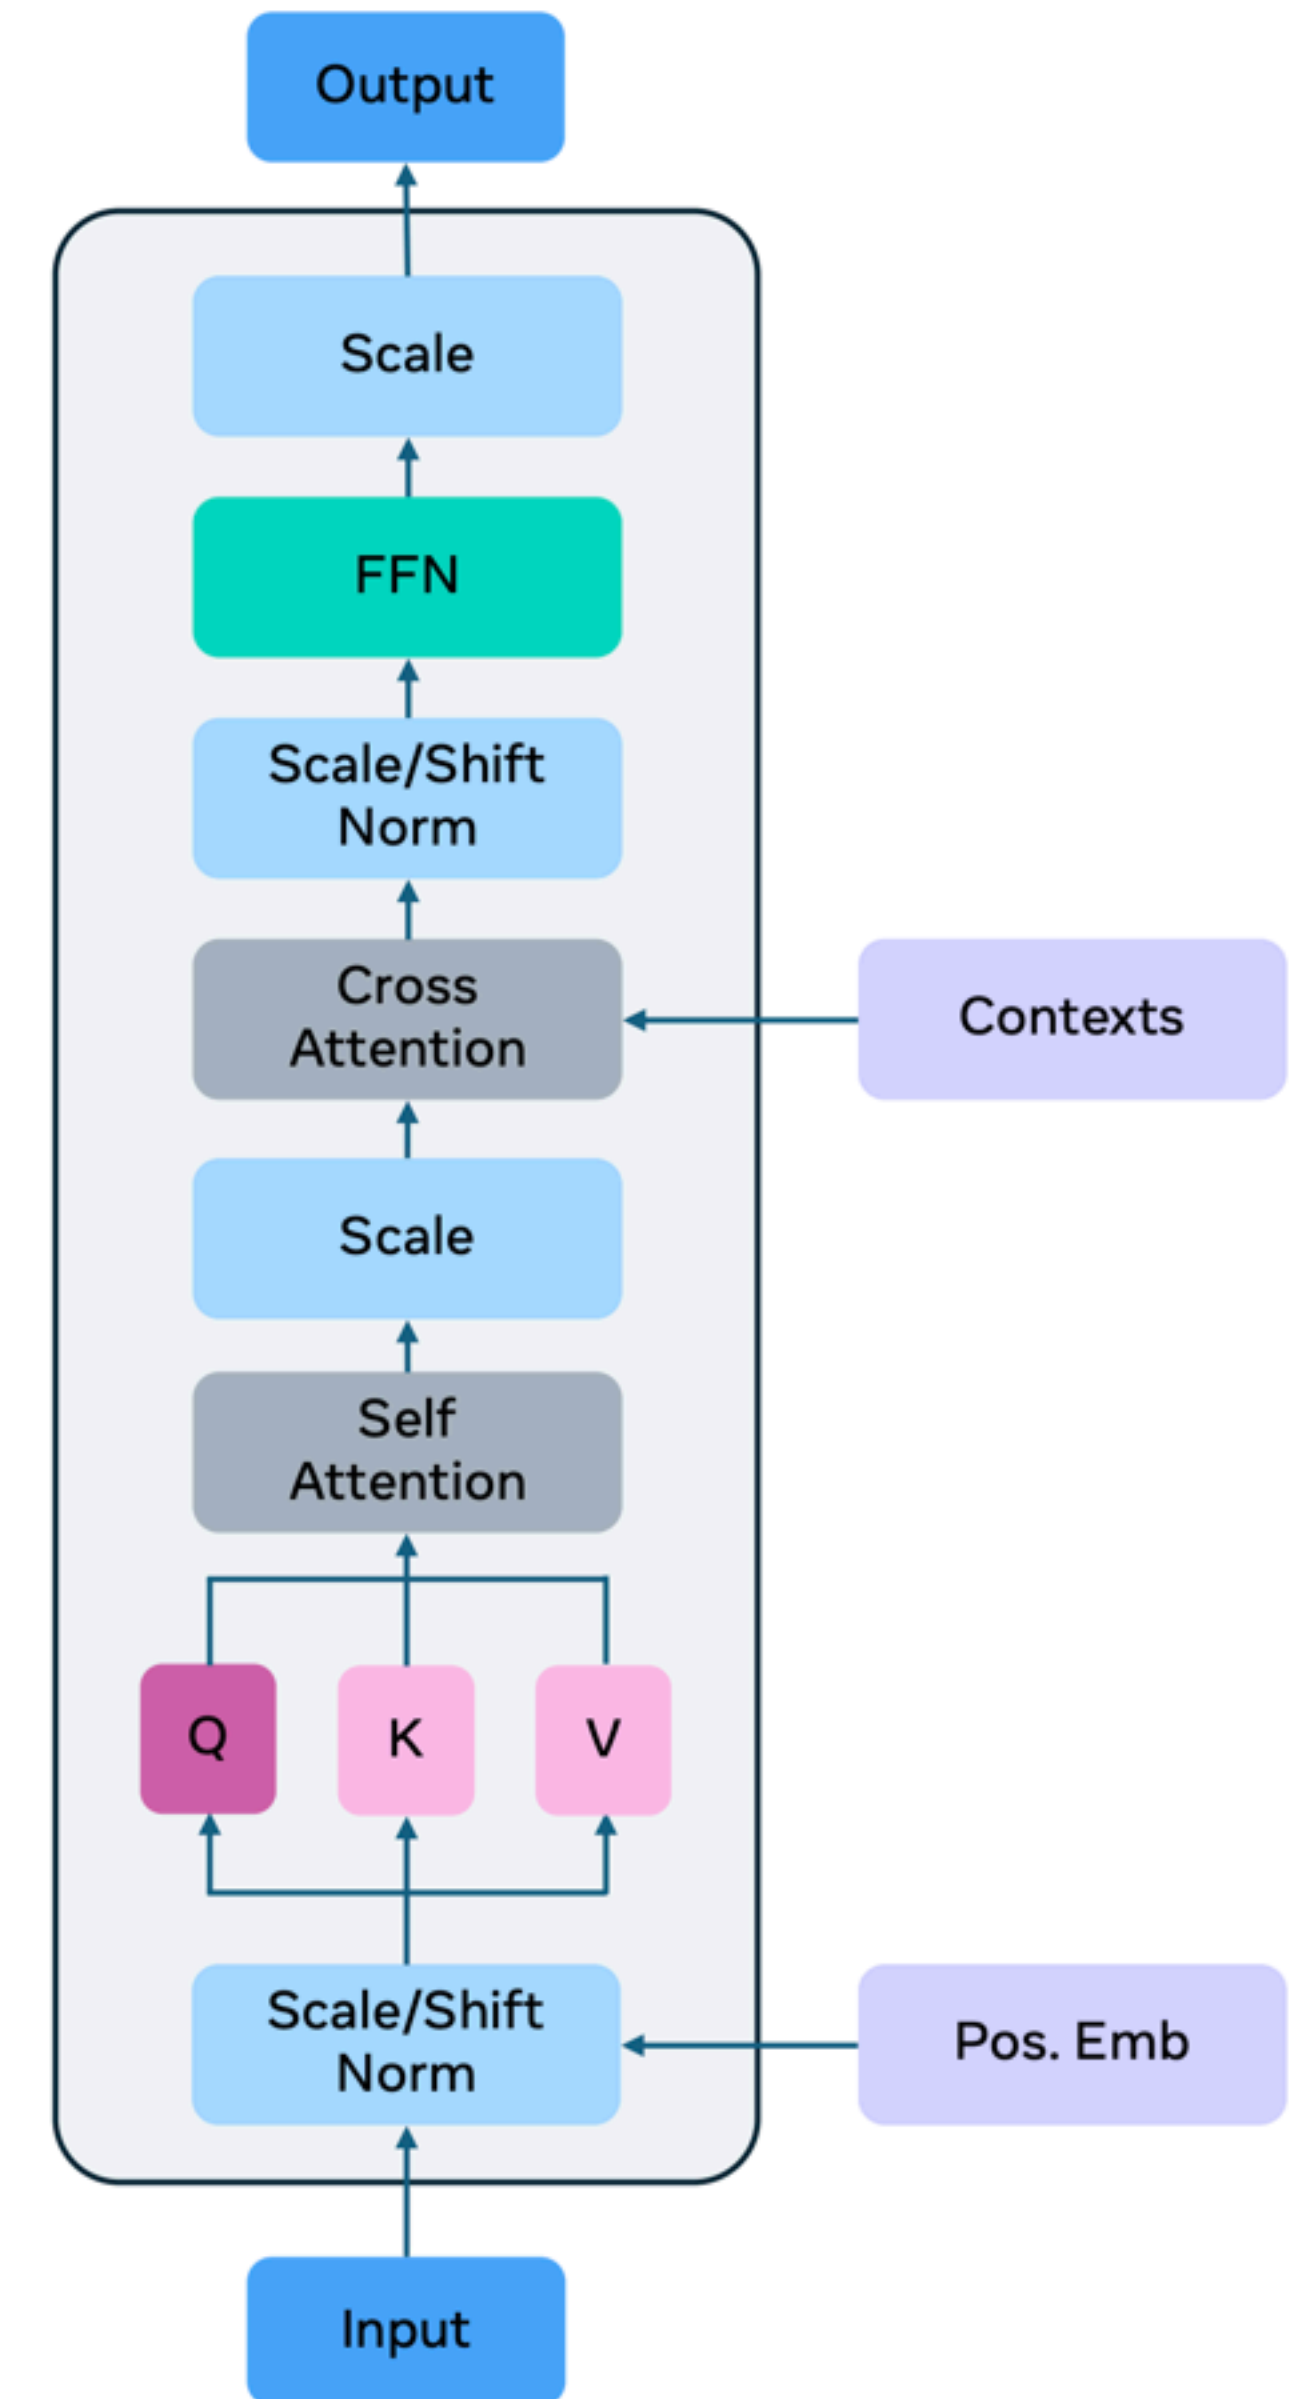 Output
Scale
FFN
Scale/Shift
Norm
Cross
Attention
Contexts
Scale
Self
Attention
Q
K
V
Scale/Shift
Norm
Pos. Emb
Input